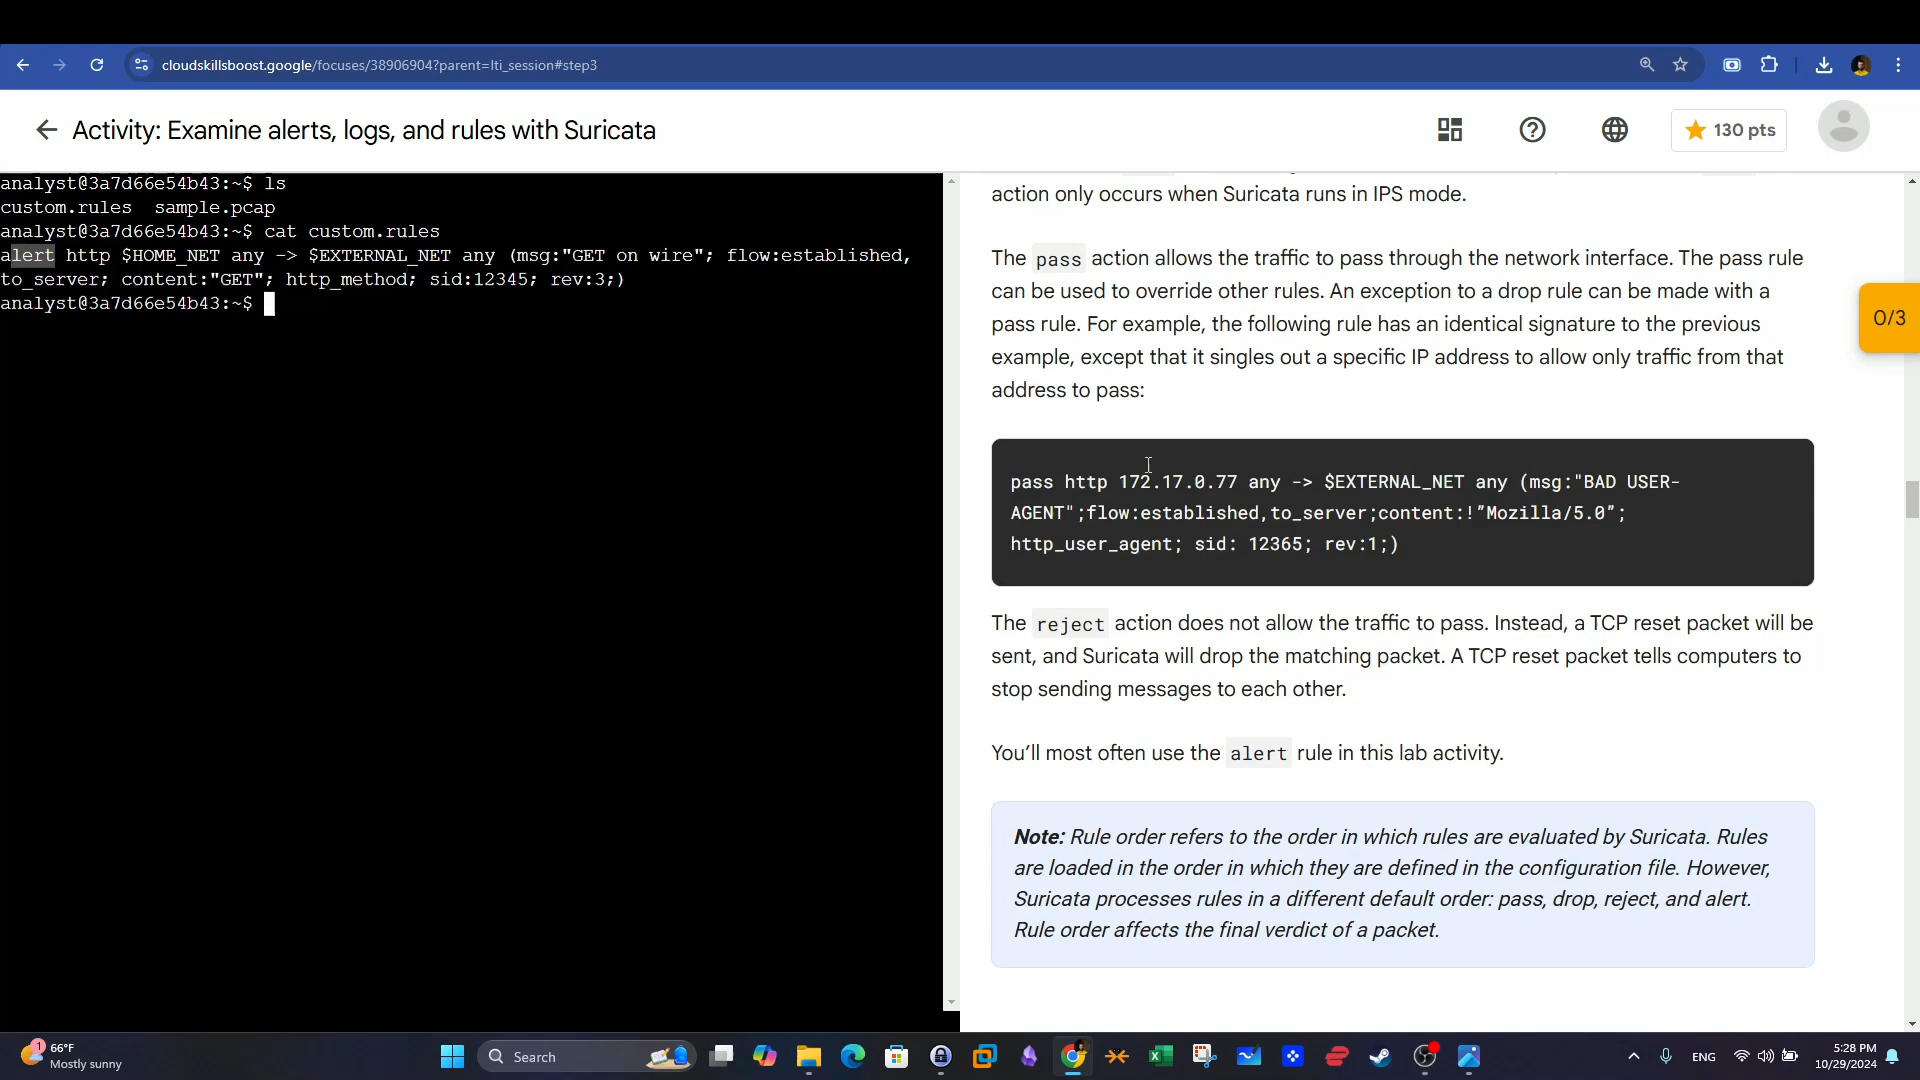 cloudskillsboost.google/focuses/38906904?parent=lti_session#step3
Activity: Examine alerts, logs, and rules with Suricata
130 pts
analyst@3a7d66e54b43:~$ ls
custom.rules  sample.pcap
analyst@3a7d66e54b43:~$ cat custom.rules
alert http $HOME_NET any -> $EXTERNAL_NET any (msg:"GET on wire"; flow:established,
to_server; content:"GET"; http_method; sid:12345; rev:3;)
analyst@3a7d66e54b43:~$
action only occurs when Suricata runs in IPS mode.
The pass action allows the traffic to pass through the network interface. The pass rule
can be used to override other rules. An exception to a drop rule can be made with a
pass rule. For example, the following rule has an identical signature to the previous
example, except that it singles out a specific IP address to allow only traffic from that
address to pass:
pass http 172.17.0.77 any -> $EXTERNAL_NET any (msg:"BAD USER-
AGENT";flow:established,to_server;content:!”Mozilla/5.0”;
http_user_agent; sid: 12365; rev:1;)
The reject action does not allow the traffic to pass. Instead, a TCP reset packet will be
sent, and Suricata will drop the matching packet. A TCP reset packet tells computers to
stop sending messages to each other.
You’ll most often use the alert rule in this lab activity.
Note: Rule order refers to the order in which rules are evaluated by Suricata. Rules
are loaded in the order in which they are defined in the configuration file. However,
Suricata processes rules in a different default order: pass, drop, reject, and alert.
Rule order affects the final verdict of a packet.
0/3
1
66°F
Mostly sunny
Search
ENG
5:28 PM
10/29/2024